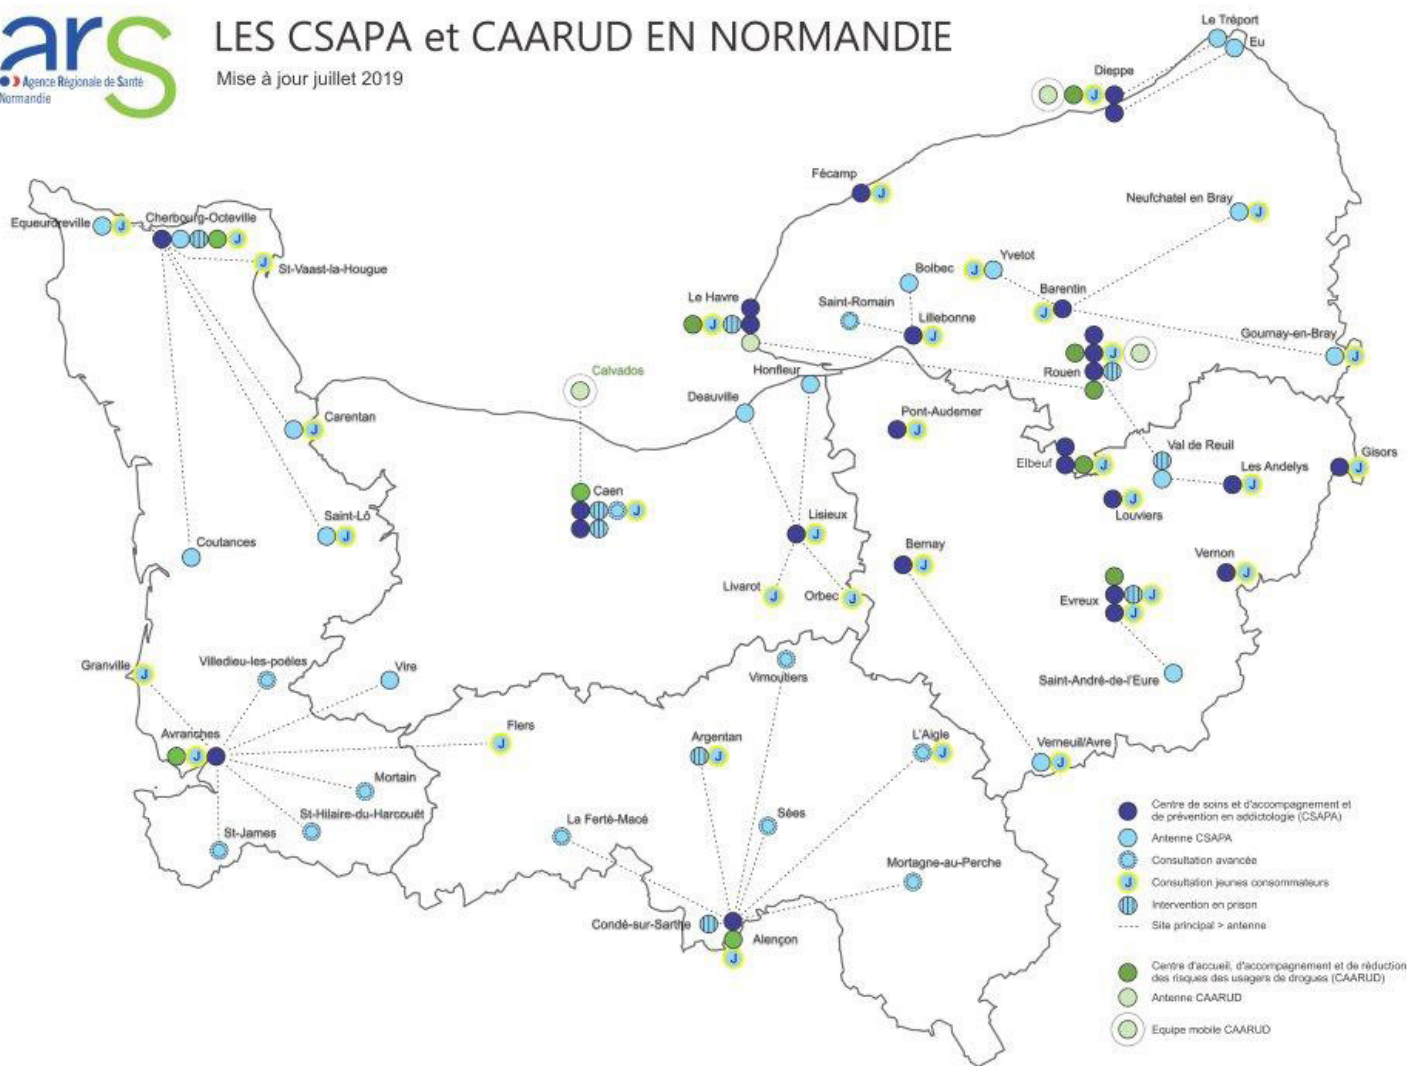 ars
Agence Régionale de Santé
Normandie
LES CSAPA et CAARUD EN NORMANDIE
Mise à jour juillet 2019
Le Tréport
Eu
Dieppe
J
Fécamp
J
Neufchatel en Bray
J
Equeurdreville
J
Cherbourg-Octeville
J
J
St-Vaast-la-Hougue
Bolbec
J
Yvetot
Le Havre
J
Saint-Romain
Lillebonne
J
Barentin
J
Gournay-en-Bray
J
J
Rouen
Calvados
Honfleur
Deauville
Carentan
J
Pont-Audemer
J
Elbeuf
J
Val de Reuil
Les Andelys
J
Gisors
J
Louviers
J
Caen
J
Saint-Lô
J
Coutances
Lisieux
J
Bernay
J
Vernon
J
Livarot
J
Orbec
J
Evreux
J
J
Granville
J
Villedieu-les-poëles
Vire
Vimoutiers
Saint-André-de-l'Eure
Avranches
J
Flers
J
Argentan
J
L'Aigle
J
Verneuil/Avre
J
Mortain
St-Hilaire-du-Harcouët
St-James
La Ferté-Macé
Sées
Mortagne-au-Perche
Condé-sur-Sarthe
Alençon
J
Centre de soins et d'accompagnement et
de prévention en addictologie (CSAPA)
Antenne CSAPA
Consultation avancée
J
Consultation jeunes consommateurs
Intervention en prison
Site principal > antenne
Centre d'accueil, d'accompagnement et de réduction
des risques des usagers de drogues (CAARUD)
Antenne CAARUD
Equipe mobile CAARUD